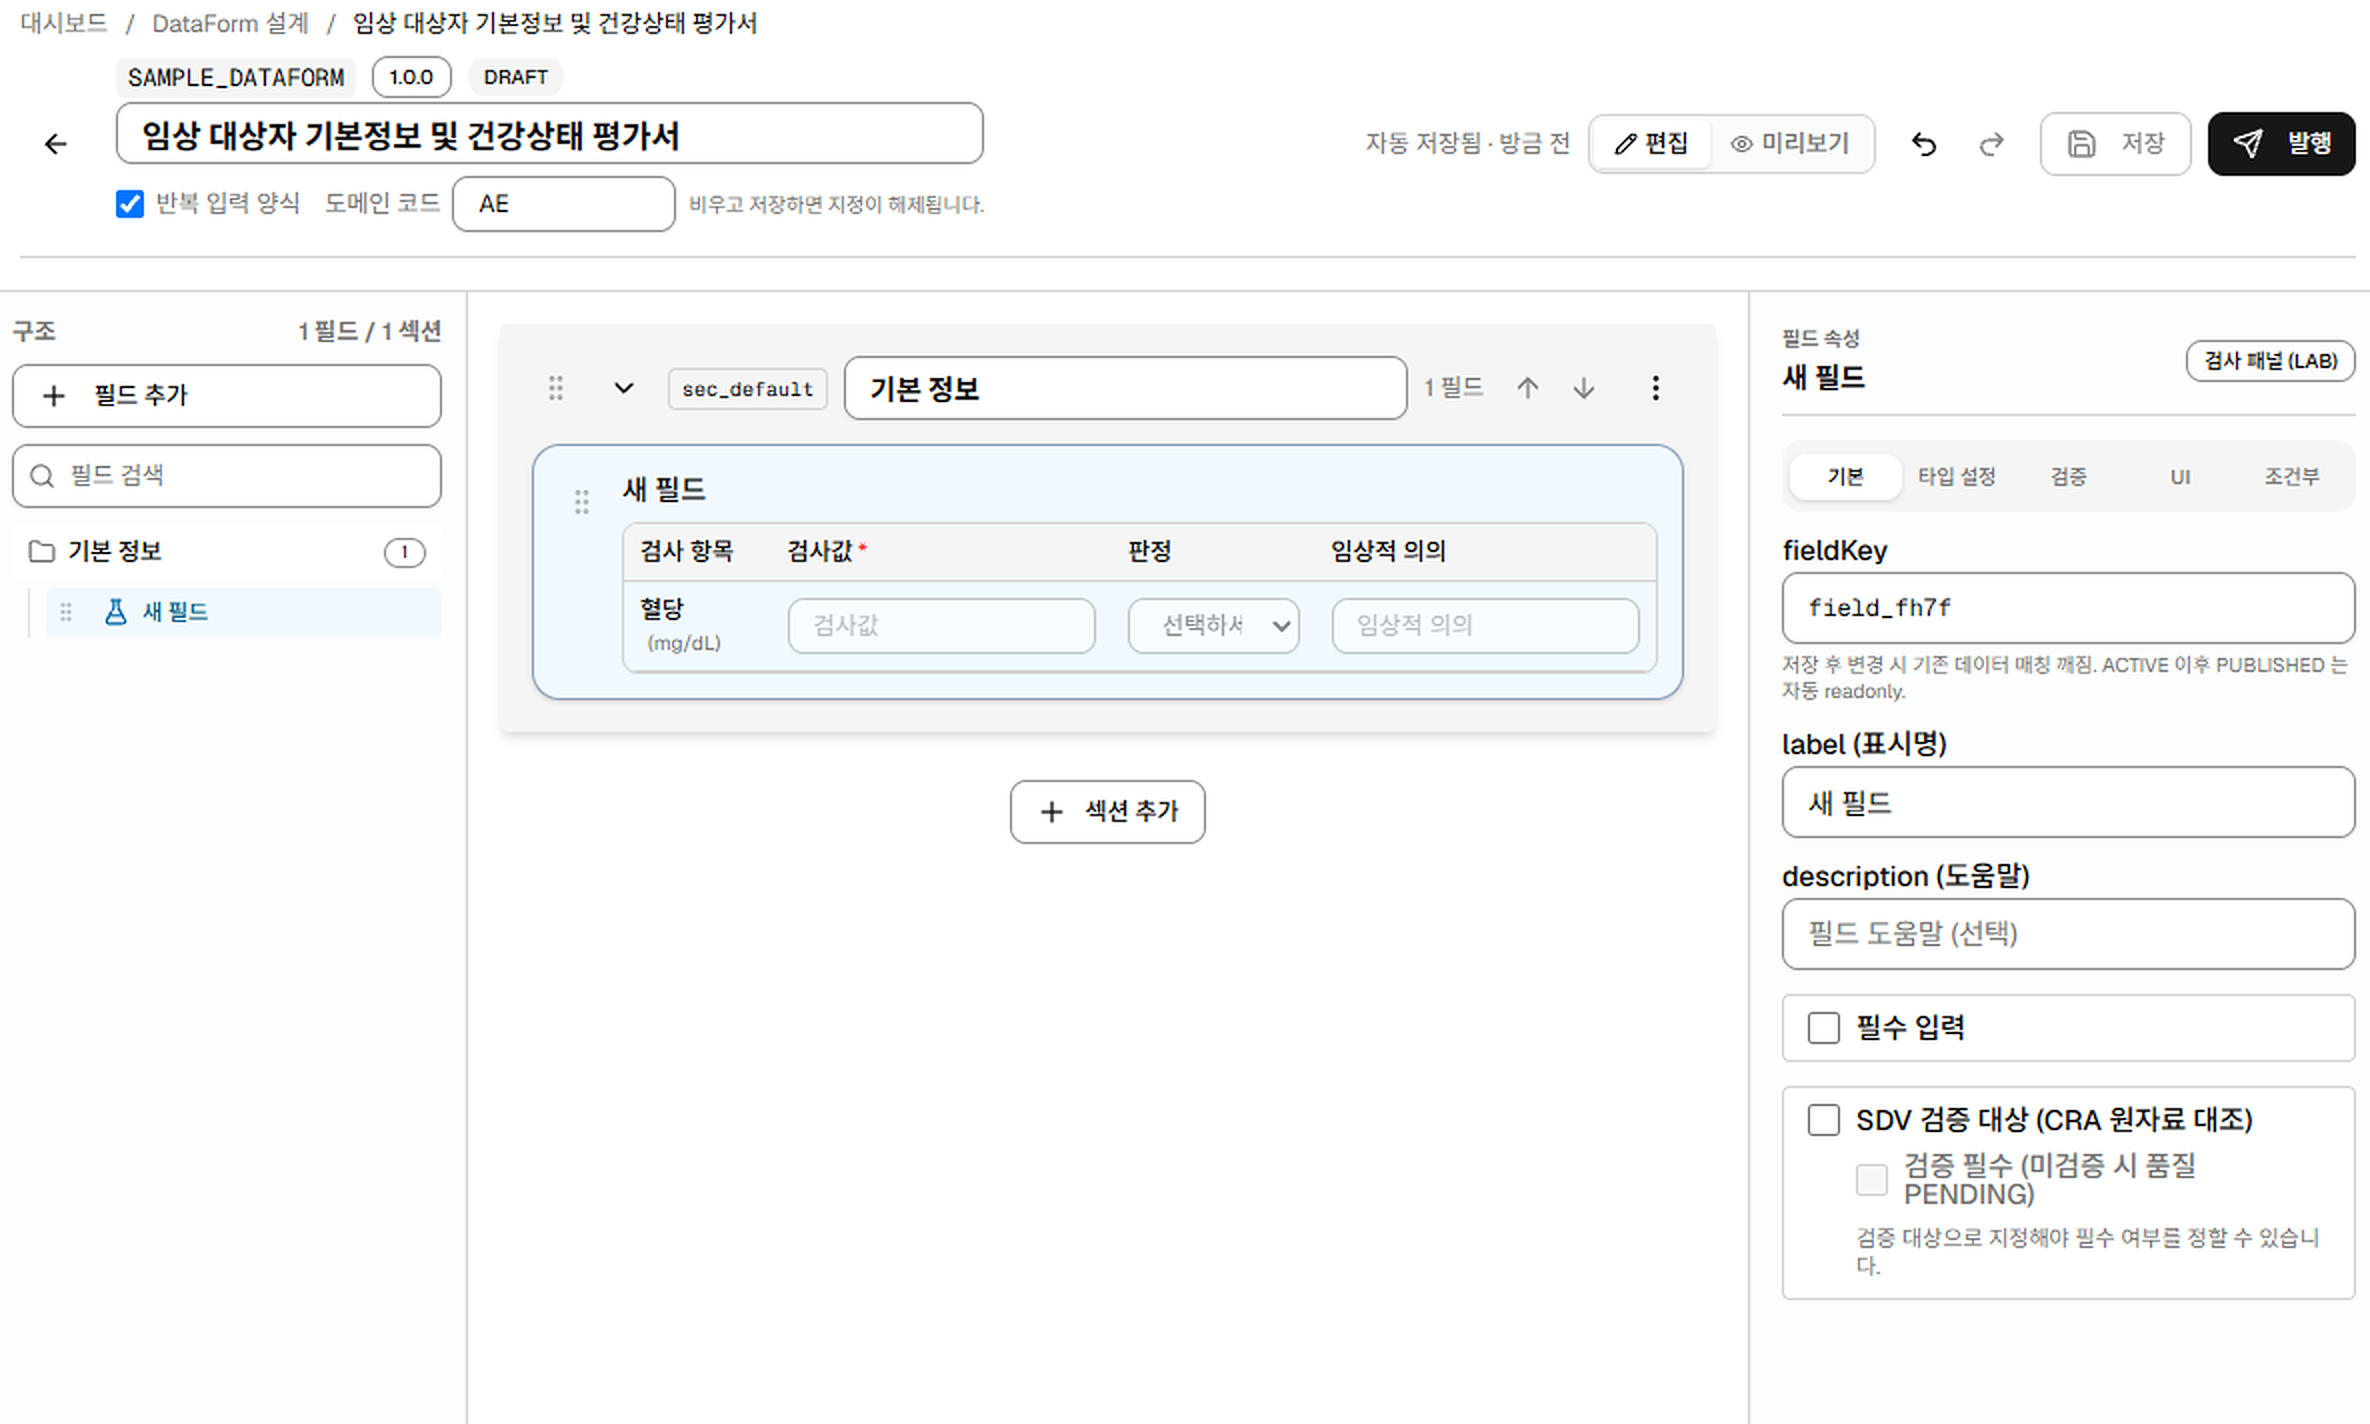 대시보드 / DataForm 설계 / 임상 대상자 기본정보 및 건강상태 평가서
SAMPLE_DATAFORM 1.0.0 DRAFT
임상 대상자 기본정보 및 건강상태 평가서
자동 저장됨 · 방금 전 편집 미리보기 저장 발행
반복 입력 양식 도메인 코드 AE 비우고 저장하면 지정이 해제됩니다.
구조 1 필드 / 1 섹션
필드 추가
필드 검색
기본 정보 1
새 필드
sec_default 기본 정보 1 필드
새 필드
검사 항목 검사값 * 판정 임상적 의의
혈당 (mg/dL) 검사값 선택하세 임상적 의의
섹션 추가
필드 속성
새 필드 검사 패널 (LAB)
기본 타입 설정 검증 UI 조건부
fieldKey
field_fh7f
저장 후 변경 시 기존 데이터 매칭 깨짐. ACTIVE 이후 PUBLISHED 는
자동 readonly.
label (표시명)
새 필드
description (도움말)
필드 도움말 (선택)
필수 입력
SDV 검증 대상 (CRA 원자료 대조)
검증 필수 (미검증 시 품질
PENDING)
검증 대상으로 지정해야 필수 여부를 정할 수 있습니
다.